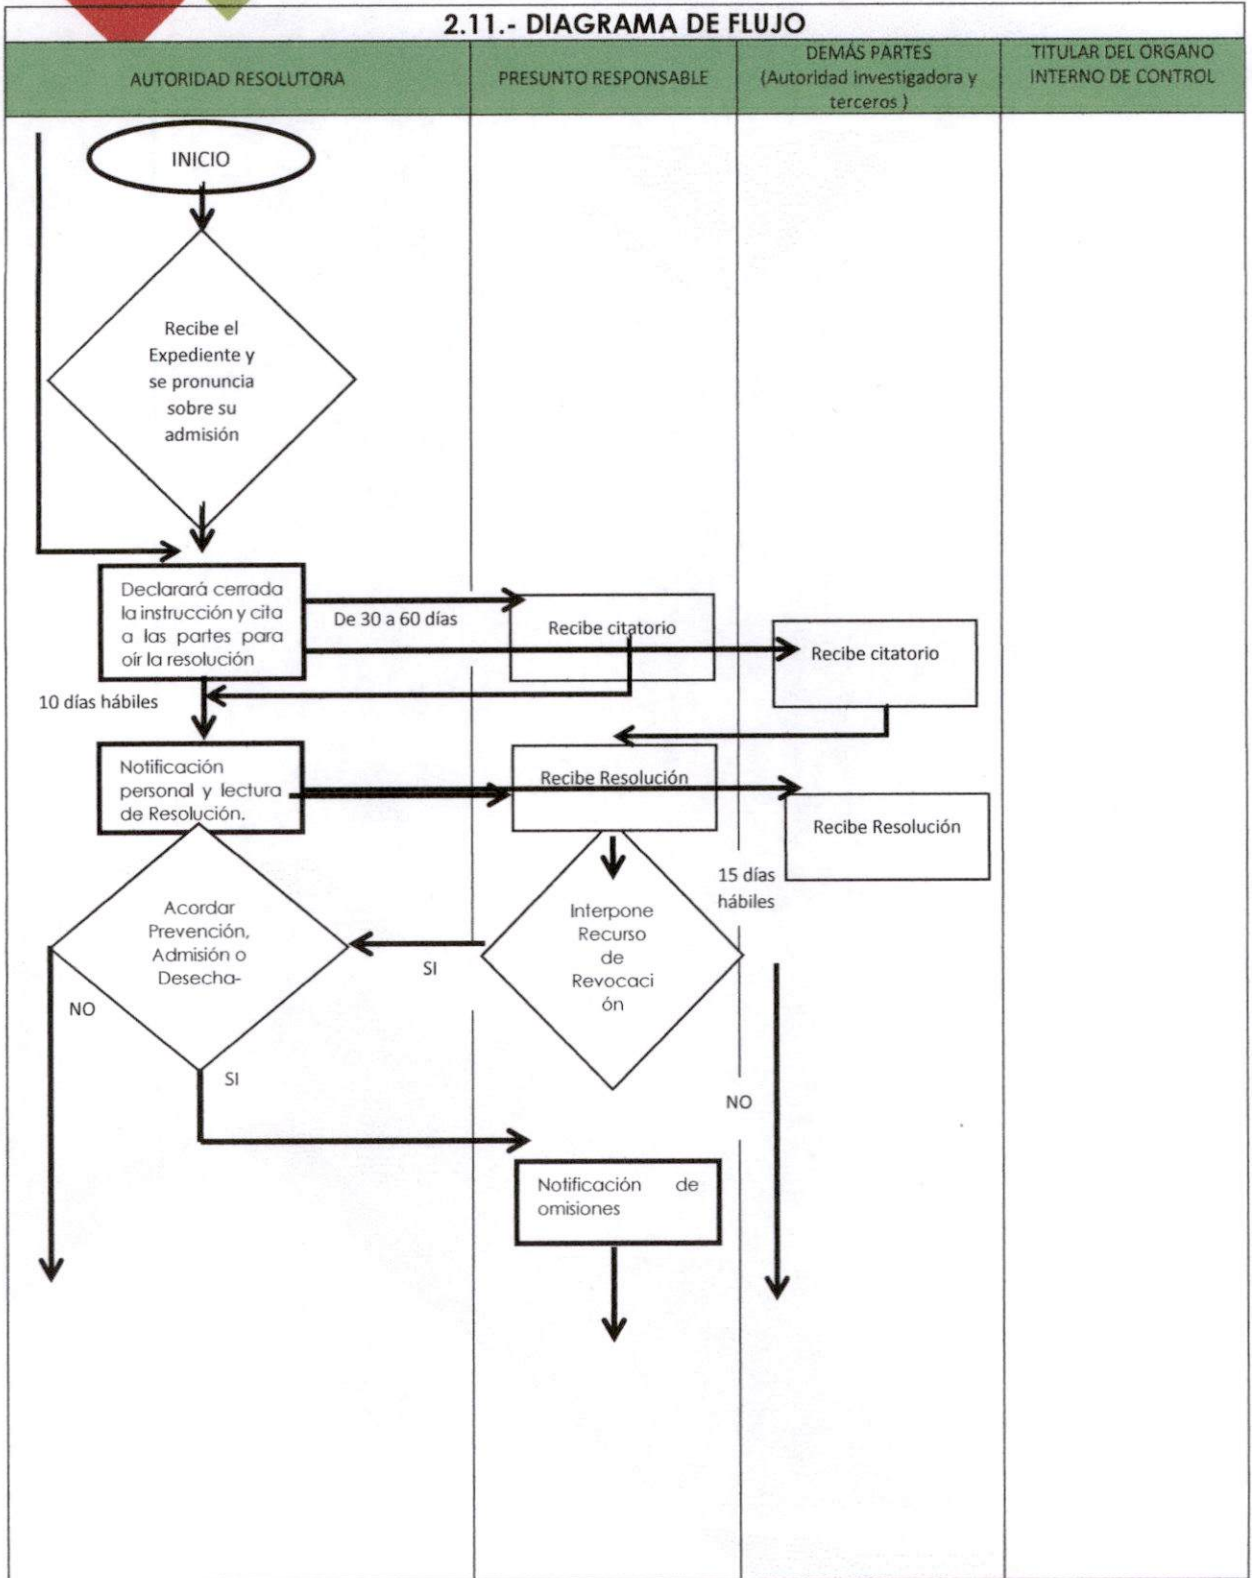 2.11.- DIAGRAMA DE FLUJO
AUTORIDAD RESOLUTORA
PRESUNTO RESPONSABLE
DEMÁS PARTES
(Autoridad investigadora y
terceros )
TITULAR DEL ORGANO
INTERNO DE CONTROL
INICIO
Recibe el
Expediente y
se pronuncia
sobre su
admisión
Declarará cerrada
la instrucción y cita
a las partes para
oír la resolución
De 30 a 60 días
Recibe citatorio
Recibe citatorio
10 días hábiles
Notificación
personal y lectura
de Resolución.
Recibe Resolución
Recibe Resolución
15 días
hábiles
Acordar
Prevención,
Admisión o
Desecha-
SI
Interpone
Recurso
de
Revocaci
ón
NO
SI
NO
Notificación de
omisiones